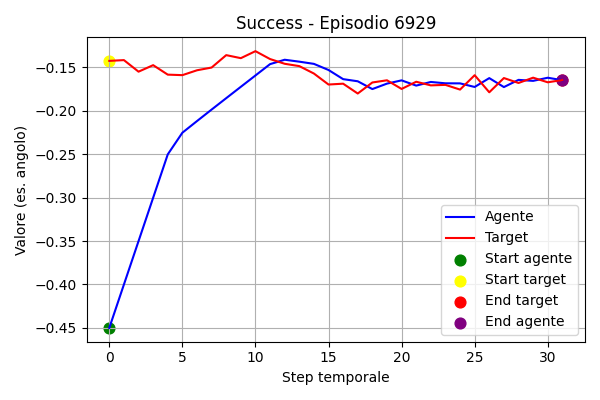 Success - Episodio 6929
Valore (es. angolo)
−0.15
−0.20
−0.25
−0.30
−0.35
−0.40
−0.45
0 5 10 15 20 25 30
Step temporale
Agente
Target
Start agente
Start target
End target
End agente